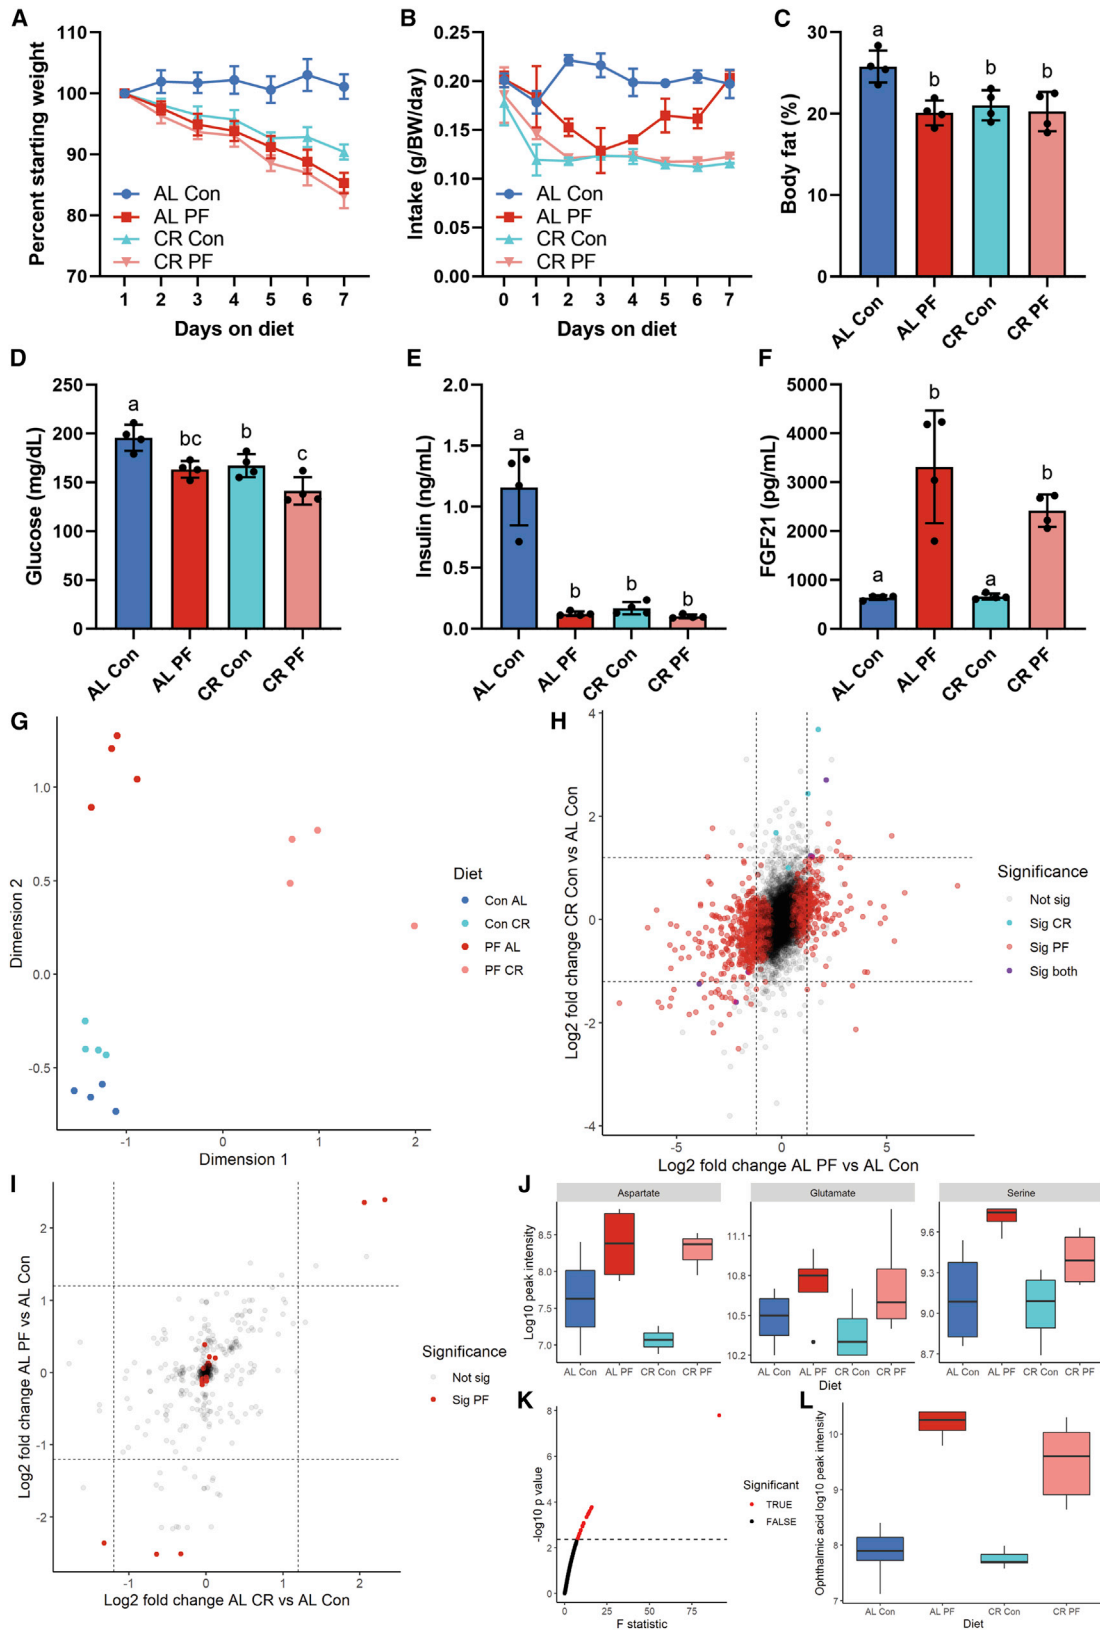 A
Percent starting weight
110
100
90
80
70
AL Con
AL PF
CR Con
CR PF
1 2 3 4 5 6 7
Days on diet
B
Intake (g/BW/day)
0.25
0.20
0.15
0.10
0.05
0.00
AL Con
AL PF
CR Con
CR PF
0 1 2 3 4 5 6 7
Days on diet
C
Body fat (%)
30
20
10
0
a b b b
AL Con AL PF CR Con CR PF
D
Glucose (mg/dL)
250
200
150
100
50
0
a bc b c
AL Con AL PF CR Con CR PF
E
Insulin (ng/mL)
2.0
1.5
1.0
0.5
0.0
a b b b
AL Con AL PF CR Con CR PF
F
FGF21 (pg/mL)
5000
4000
3000
2000
1000
0
a b a b
AL Con AL PF CR Con CR PF
G
Dimension 2
1.0
0.5
0.0
-0.5
-1 0 1 2
Dimension 1
Diet
Con AL
Con CR
PF AL
PF CR
H
Log2 fold change CR Con vs AL Con
4
2
0
-2
-4
-5 0 5
Log2 fold change AL PF vs AL Con
Significance
Not sig
Sig CR
Sig PF
Sig both
I
Log2 fold change AL PF vs AL Con
2
1
0
-1
-2
-1 0 1 2
Log2 fold change AL CR vs AL Con
Significance
Not sig
Sig PF
J
Log10 peak intensity
Aspartate
8.5
8.0
7.5
7.0
AL Con AL PF CR Con CR PF
Glutamate
11.1
10.8
10.5
10.2
AL Con AL PF CR Con CR PF
Serine
9.6
9.3
9.0
8.7
AL Con AL PF CR Con CR PF
Diet
K
-log10 p value
8
6
4
2
0
0 25 50 75
F statistic
Significant
TRUE
FALSE
L
Ophthalmic acid log10 peak intensity
10
9
8
7
AL Con AL PF CR Con CR PF
Diet